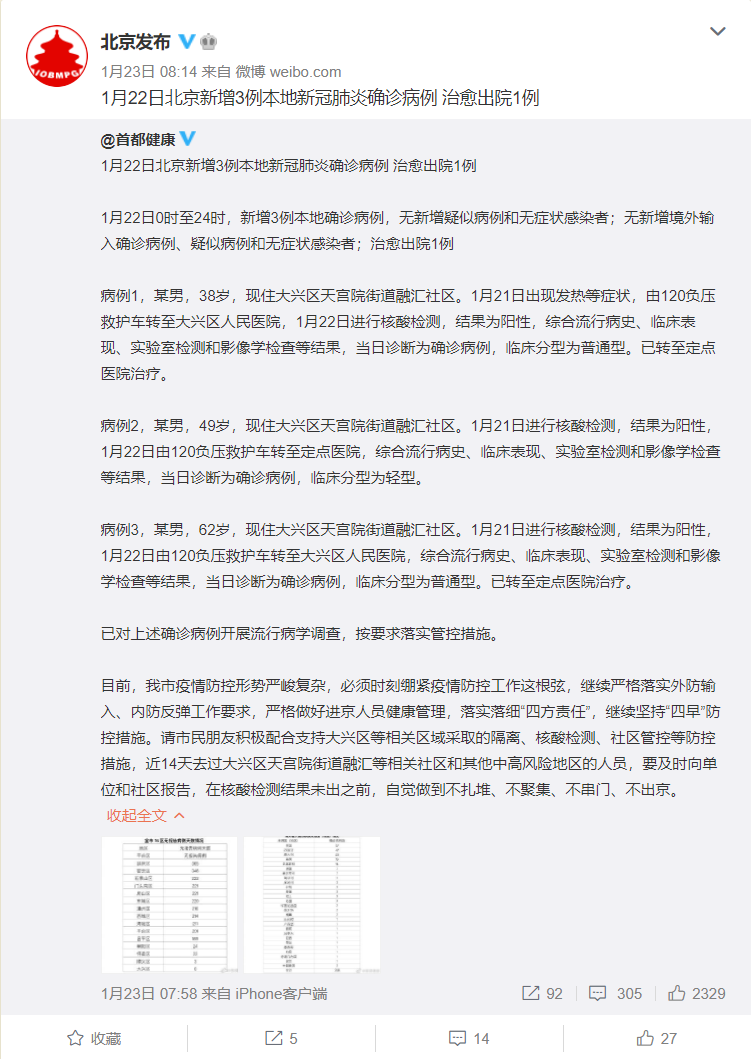 北京发布
IOBMPG
1月23日 08:14 来自 微博 weibo.com
1月22日北京新增3例本地新冠肺炎确诊病例 治愈出院1例
@首都健康
1月22日北京新增3例本地新冠肺炎确诊病例 治愈出院1例
1月22日0时至24时，新增3例本地确诊病例，无新增疑似病例和无症状感染者；无新增境外输
入确诊病例、疑似病例和无症状感染者；治愈出院1例
病例1，某男，38岁，现住大兴区天宫院街道融汇社区。1月21日出现发热等症状，由120负压
救护车转至大兴区人民医院，1月22日进行核酸检测，结果为阳性，综合流行病史、临床表
现、实验室检测和影像学检查等结果，当日诊断为确诊病例，临床分型为普通型。已转至定点
医院治疗。
病例2，某男，49岁，现住大兴区天宫院街道融汇社区。1月21日进行核酸检测，结果为阳性，
1月22日由120负压救护车转至定点医院，综合流行病史、临床表现、实验室检测和影像学检查
等结果，当日诊断为确诊病例，临床分型为轻型。
病例3，某男，62岁，现住大兴区天宫院街道融汇社区。1月21日进行核酸检测，结果为阳性，
1月22日由120负压救护车转至大兴区人民医院，综合流行病史、临床表现、实验室检测和影像
学检查等结果，当日诊断为确诊病例，临床分型为普通型。已转至定点医院治疗。
已对上述确诊病例开展流行病学调查，按要求落实管控措施。
目前，我市疫情防控形势严峻复杂，必须时刻绷紧疫情防控工作这根弦，继续严格落实外防输
入、内防反弹工作要求，严格做好进京人员健康管理，落实落细“四方责任”，继续坚持“四早”防
控措施。请市民朋友积极配合支持大兴区等相关区域采取的隔离、核酸检测、社区管控等防控
措施，近14天去过大兴区天宫院街道融汇等相关社区和其他中高风险地区的人员，要及时向单
位和社区报告，在核酸检测结果未出之前，自觉做到不扎堆、不聚集、不串门、不出京。
收起全文
1月23日 07:58 来自 iPhone客户端
92
305
2329
收藏
5
14
27